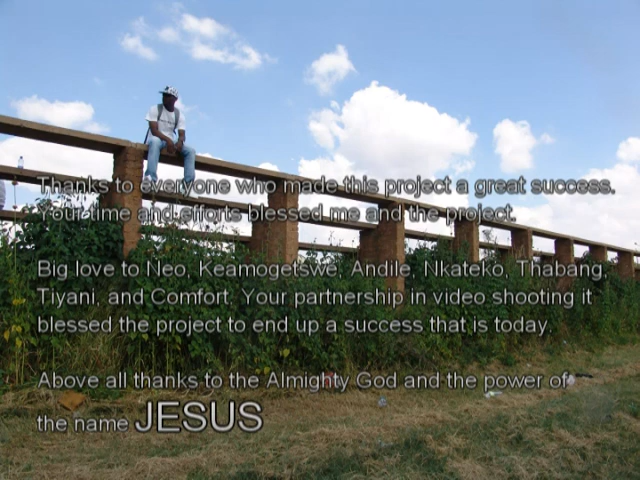 Thanks to everyone who made this project a great success.
Your time and efforts blessed me and the project.
Big love to Neo, Keamogetswe, Andile, Nkateko, Thabang,
Tiyani, and Comfort. Your partnership in video shooting it
blessed the project to end up a success that is today.
Above all thanks to the Almighty God and the power of
the name JESUS